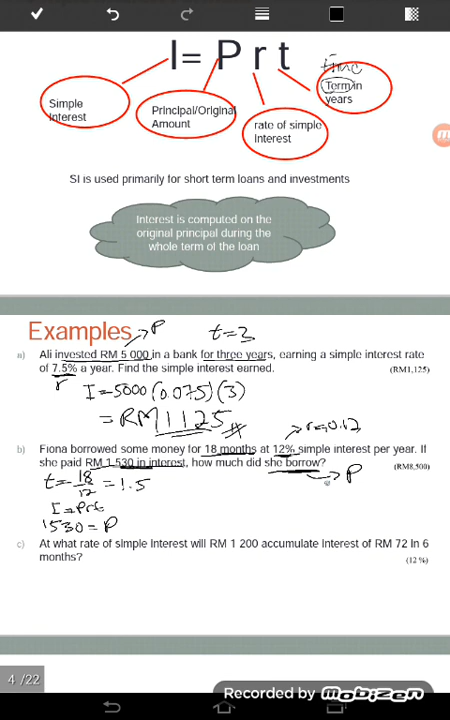 I= Prt
time
Simple Interest
Principal/Original Amount
rate of simple Interest
Term in years
SI is used primarily for short term loans and investments
Interest is computed on the
original principal during the
whole term of the loan
Examples
P
t=3
a) Ali invested RM 5 000 in a bank for three years, earning a simple interest rate
of 7.5% a year. Find the simple interest earned.
(RM1,125)
r
I=5000(0.075)(3)
=RM1125
r=0.12
b) Fiona borrowed some money for 18 months at 12% simple interest per year. If
she paid RM 1 530 in interest, how much did she borrow?
(RM8,500)
P
t=18/12=1.5
I=Prt
1530=P
c) At what rate of simple Interest will RM 1 200 accumulate Interest of RM 72 In 6
months?
(12 %)
4 /22
Recorded by mobizen